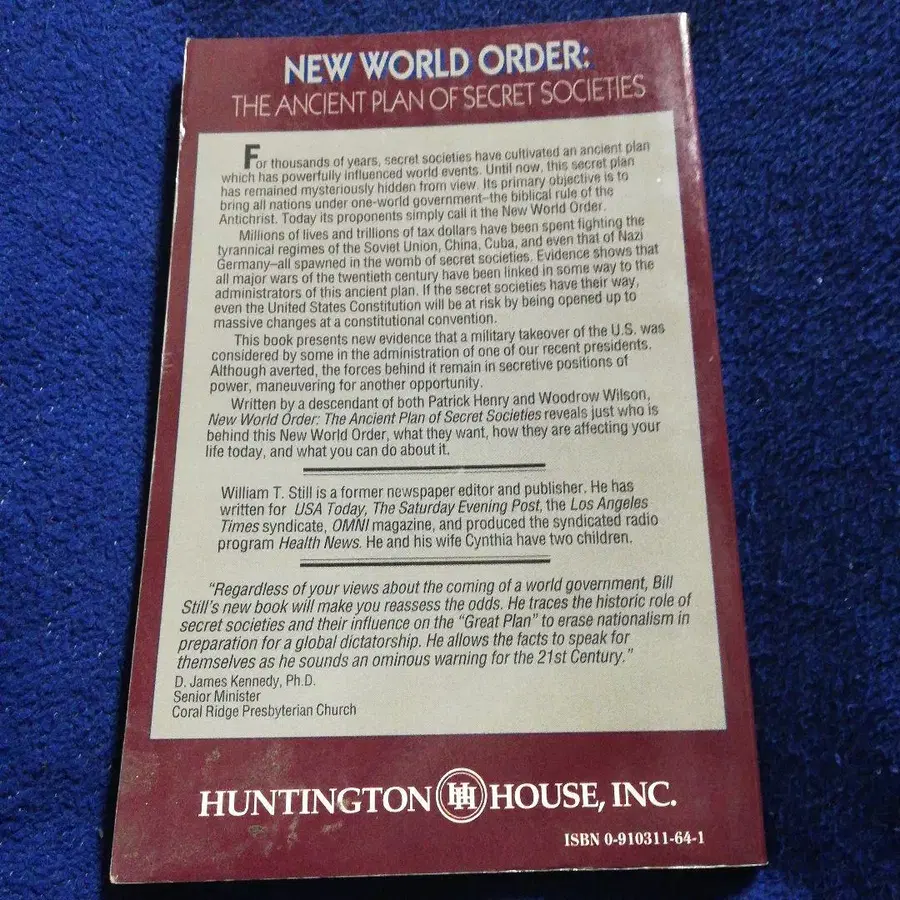 NEW WORLD ORDER:
THE ANCIENT PLAN OF SECRET SOCIETIES
For thousands of years, secret societies have cultivated an ancient plan
which has powerfully influenced world events. Until now, this secret plan
has remained mysteriously hidden from view. Its primary objective is to
bring all nations under one-world government–the biblical rule of the
Antichrist. Today its proponents simply call it the New World Order.
Millions of lives and trillions of tax dollars have been spent fighting the
tyrannical regimes of the Soviet Union, China, Cuba, and even that of Nazi
Germany–all spawned in the womb of secret societies. Evidence shows that
all major wars of the twentieth century have been linked in some way to the
administrators of this ancient plan. If the secret societies have their way,
even the United States Constitution will be at risk by being opened up to
massive changes at a constitutional convention.
This book presents new evidence that a military takeover of the U.S. was
considered by some in the administration of one of our recent presidents.
Although averted, the forces behind it remain in secretive positions of
power, maneuvering for another opportunity.
Written by a descendant of both Patrick Henry and Woodrow Wilson,
New World Order: The Ancient Plan of Secret Societies reveals just who is
behind this New World Order, what they want, how they are affecting your
life today, and what you can do about it.
William T. Still is a former newspaper editor and publisher. He has
written for USA Today, The Saturday Evening Post, the Los Angeles
Times syndicate, OMNI magazine, and produced the syndicated radio
program Health News. He and his wife Cynthia have two children.
"Regardless of your views about the coming of a world government, Bill
Still's new book will make you reassess the odds. He traces the historic role of
secret societies and their influence on the "Great Plan" to erase nationalism in
preparation for a global dictatorship. He allows the facts to speak for
themselves as he sounds an ominous warning for the 21st Century."
D. James Kennedy, Ph.D.
Senior Minister
Coral Ridge Presbyterian Church
HUNTINGTON HH HOUSE, INC.
ISBN 0-910311-64-1